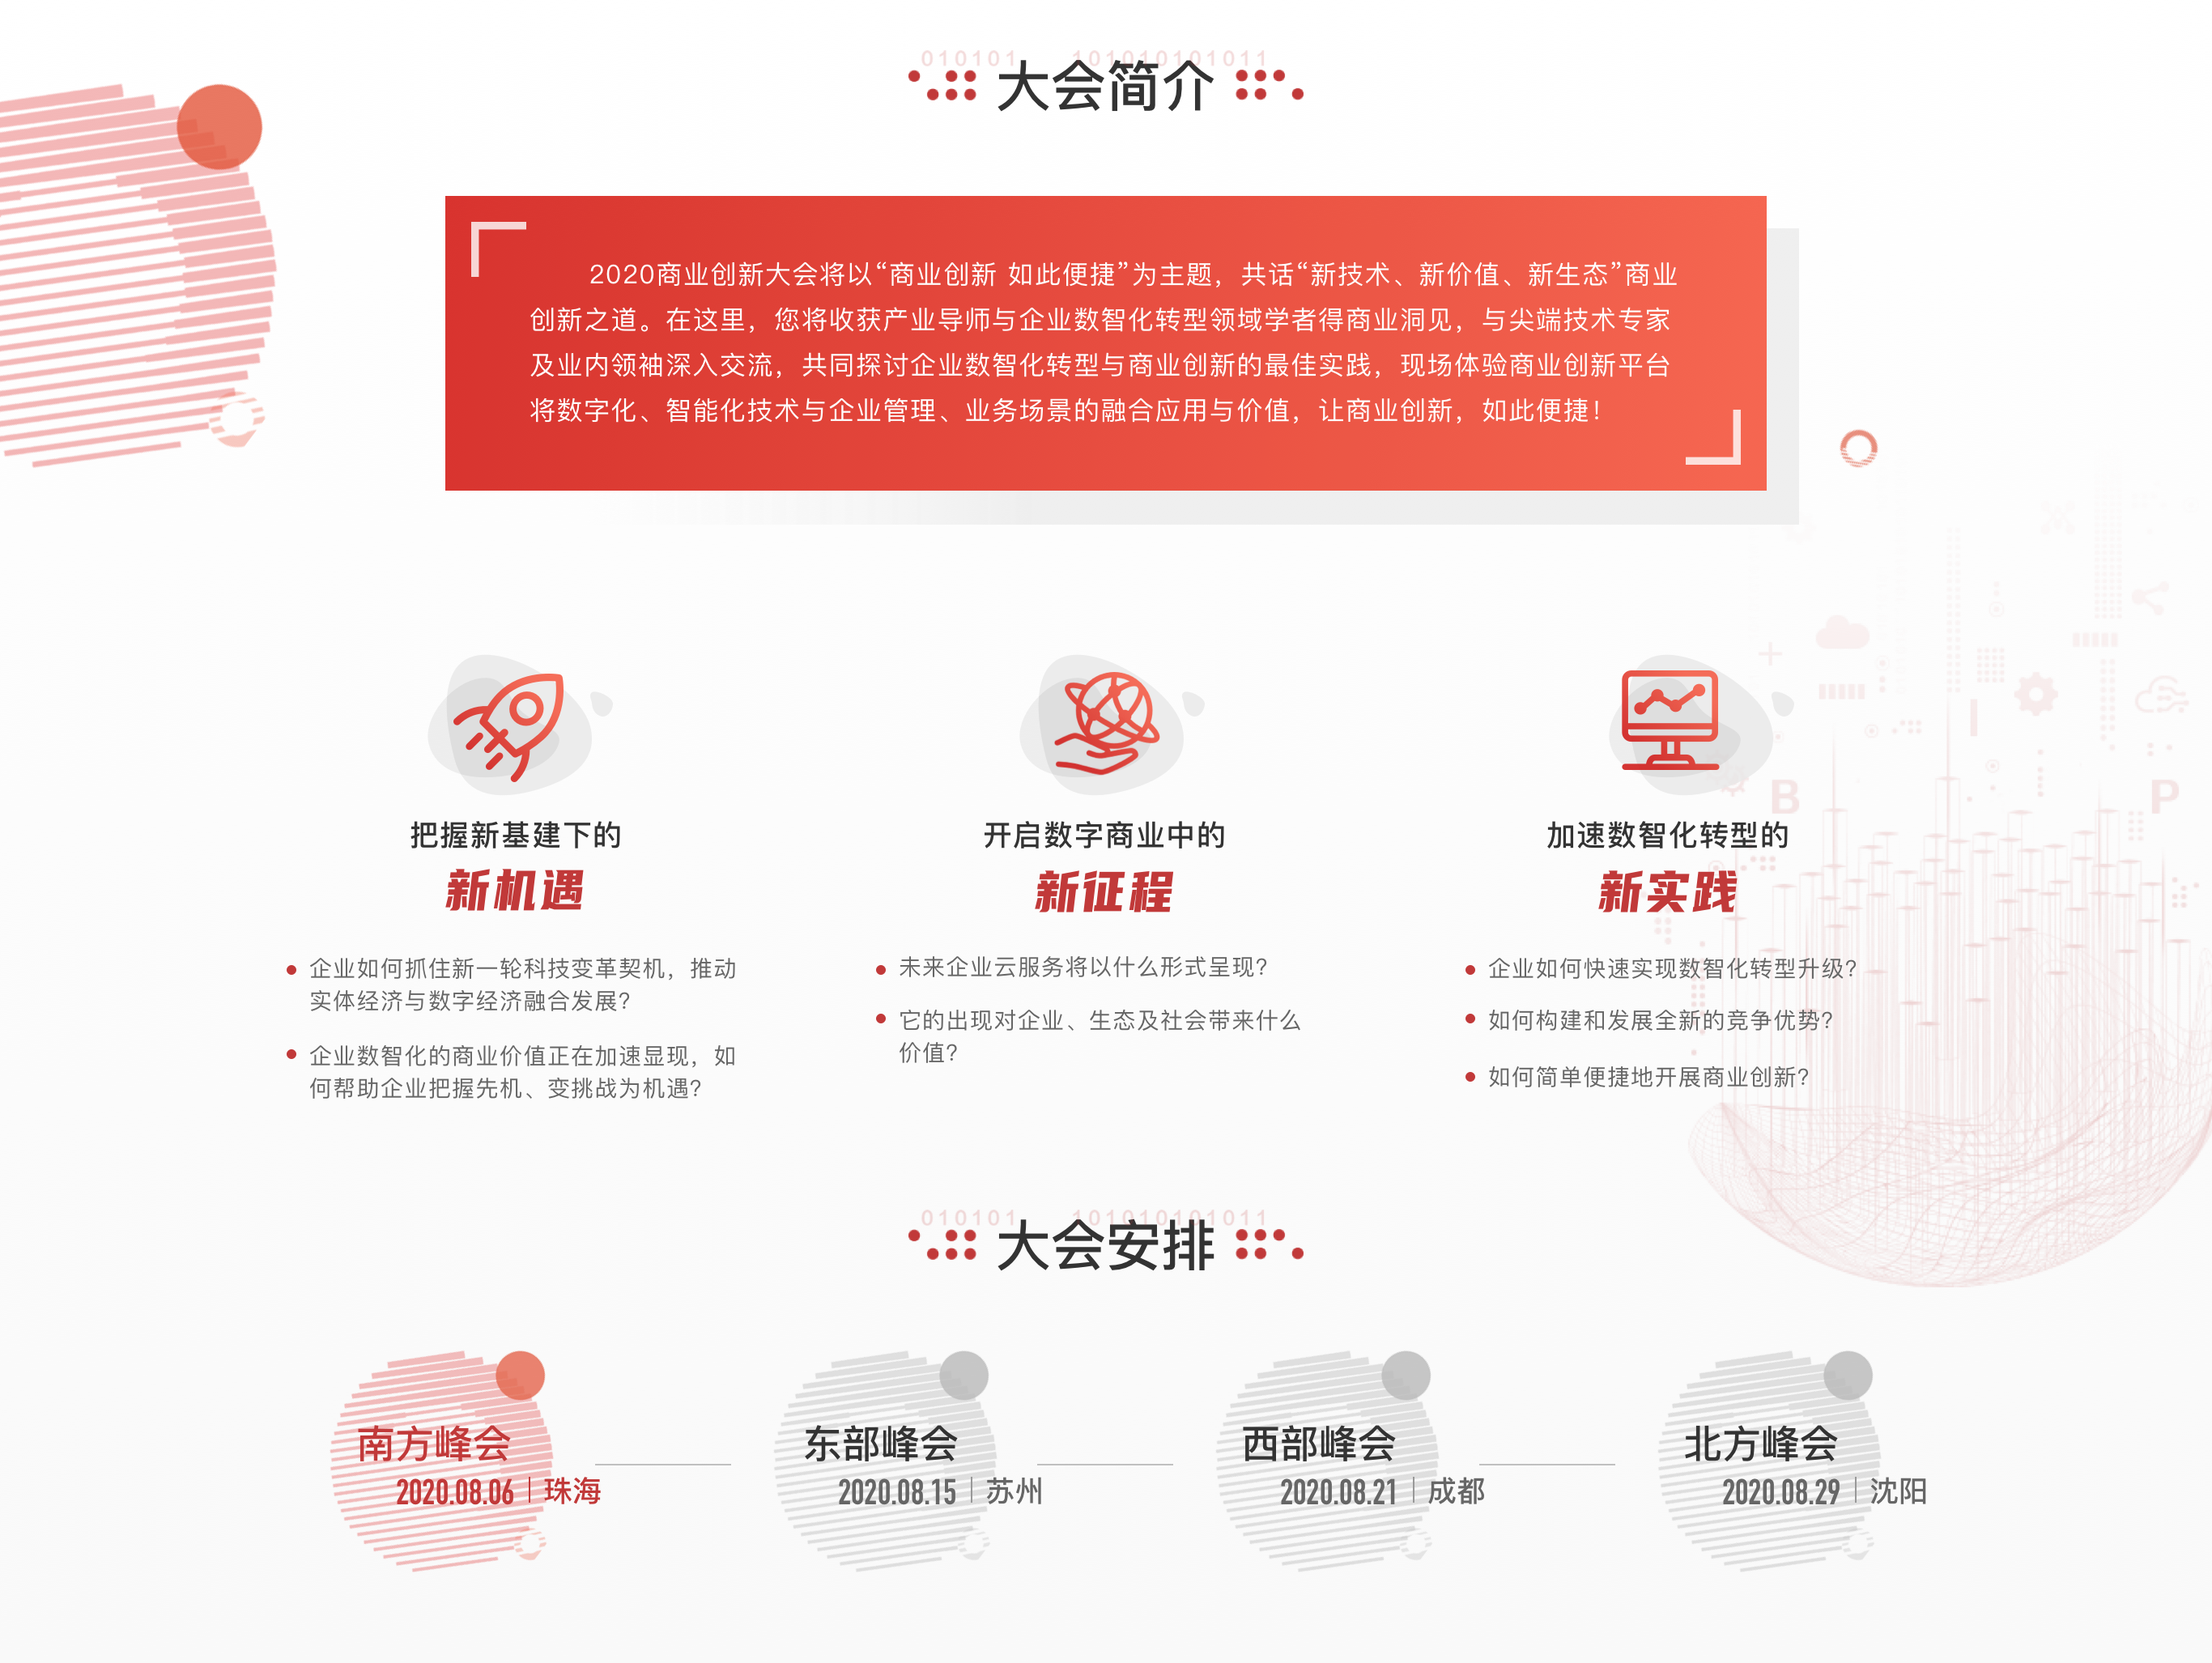 010101 101010101011
大会简介
2020商业创新大会将以“商业创新 如此便捷”为主题，共话“新技术、新价值、新生态”商业
创新之道。在这里，您将收获产业导师与企业数智化转型领域学者得商业洞见，与尖端技术专家
及业内领袖深入交流，共同探讨企业数智化转型与商业创新的最佳实践，现场体验商业创新平台
将数字化、智能化技术与企业管理、业务场景的融合应用与价值，让商业创新，如此便捷！
B
P
把握新基建下的
新机遇
企业如何抓住新一轮科技变革契机，推动
实体经济与数字经济融合发展？
企业数智化的商业价值正在加速显现，如
何帮助企业把握先机、变挑战为机遇？
开启数字商业中的
新征程
未来企业云服务将以什么形式呈现？
它的出现对企业、生态及社会带来什么
价值？
加速数智化转型的
新实践
企业如何快速实现数智化转型升级？
如何构建和发展全新的竞争优势？
如何简单便捷地开展商业创新？
010101 101010101011
大会安排
南方峰会
2020.08.06 | 珠海
东部峰会
2020.08.15 | 苏州
西部峰会
2020.08.21 | 成都
北方峰会
2020.08.29 | 沈阳